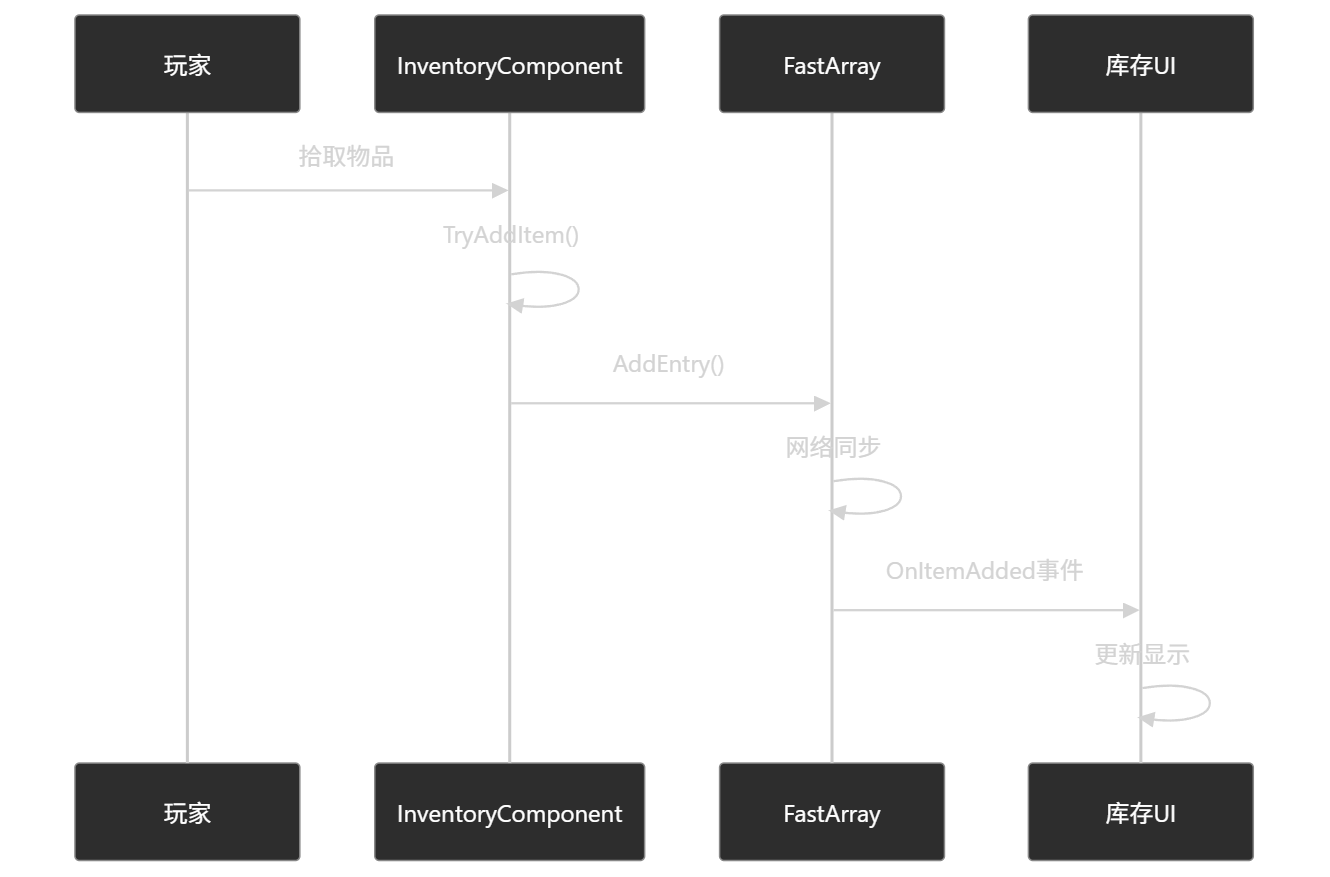 玩家
InventoryComponent
FastArray
库存UI
拾取物品
TryAddItem()
AddEntry()
网络同步
OnItemAdded事件
更新显示
玩家
InventoryComponent
FastArray
库存UI